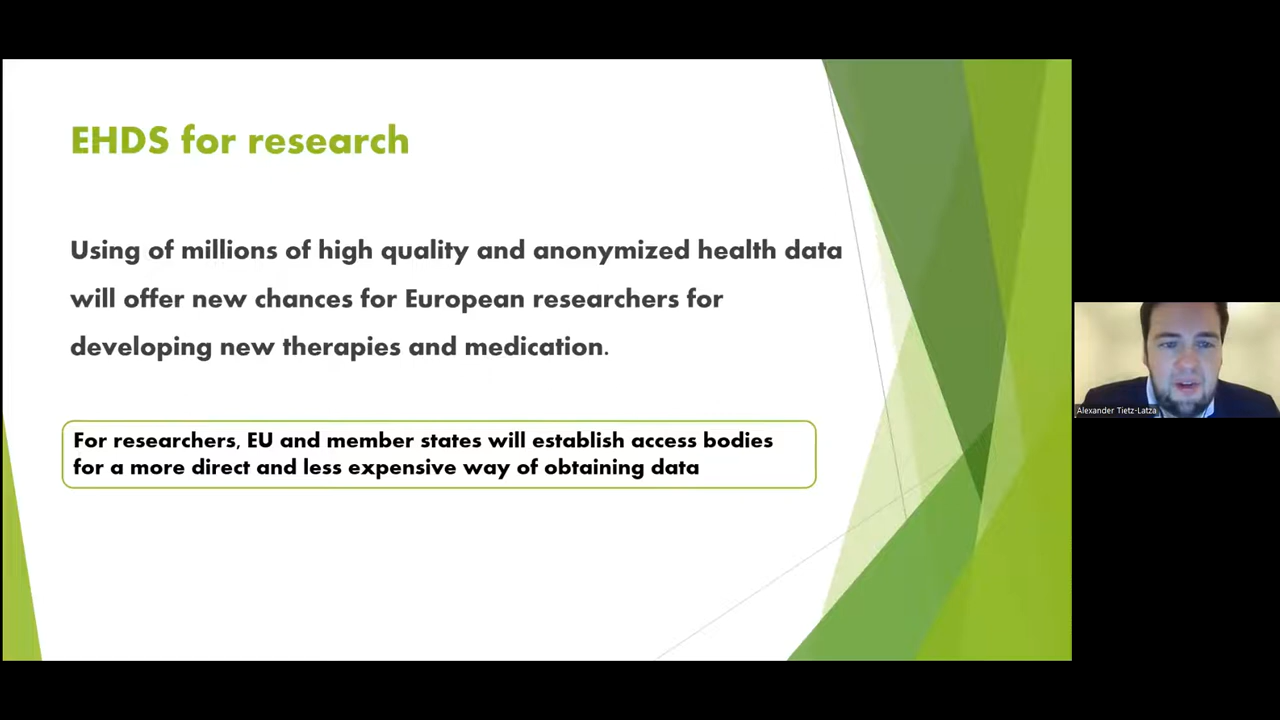 EHDS for research
Using of millions of high quality and anonymized health data
will offer new chances for European researchers for
developing new therapies and medication.
For researchers, EU and member states will establish access bodies
for a more direct and less expensive way of obtaining data
Alexander Tietz-Latza